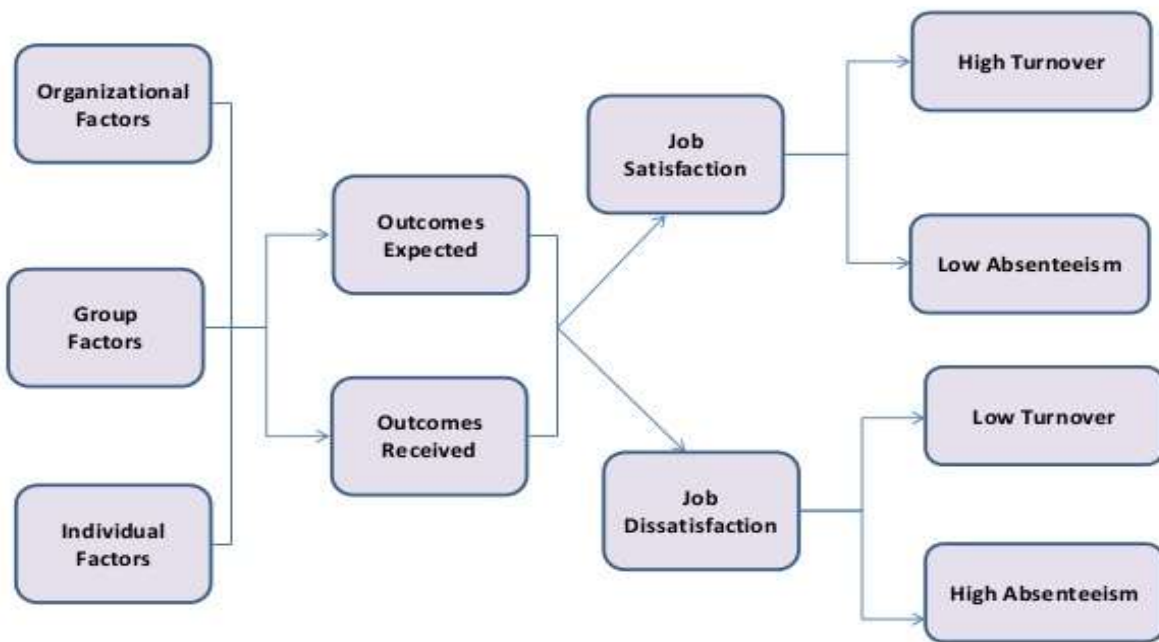 Organizational
Factors
Group
Factors
Individual
Factors
Outcomes
Expected
Outcomes
Received
Job
Satisfaction
Job
Dissatisfaction
High Turnover
Low Absenteeism
Low Turnover
High Absenteeism